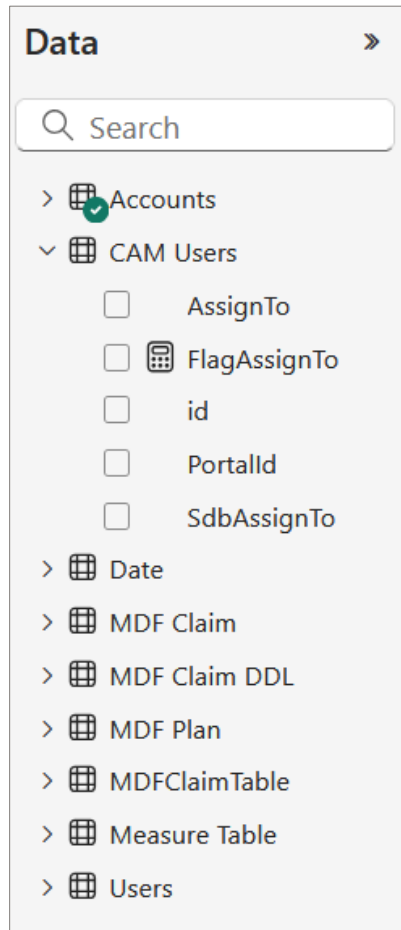 Data
Search
Accounts
CAM Users
AssignTo
FlagAssignTo
id
PortalId
SdbAssignTo
Date
MDF Claim
MDF Claim DDL
MDF Plan
MDFClaimTable
Measure Table
Users